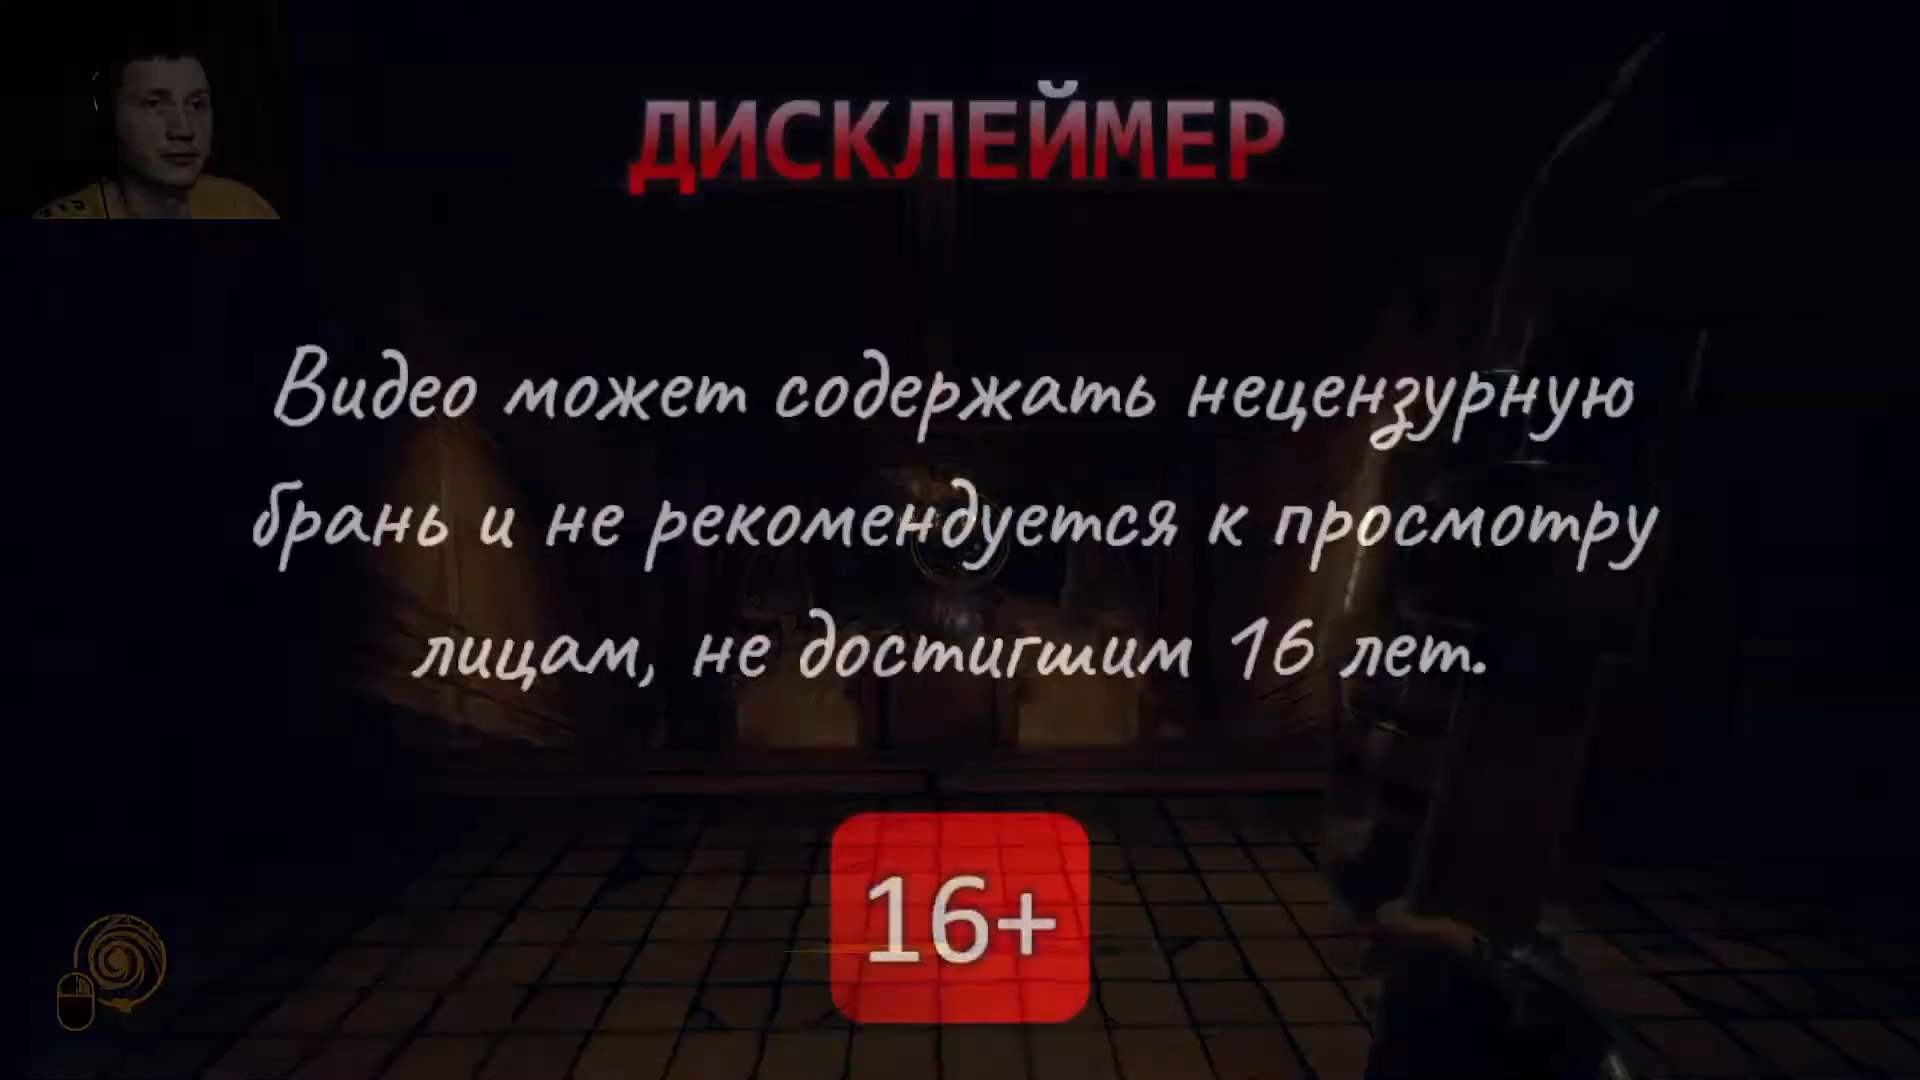 ДИСКЛЕЙМЕР
Видео может содержать нецензурную
брань и не рекомендуется к просмотру
лицам, не достигшим 16 лет.
16+